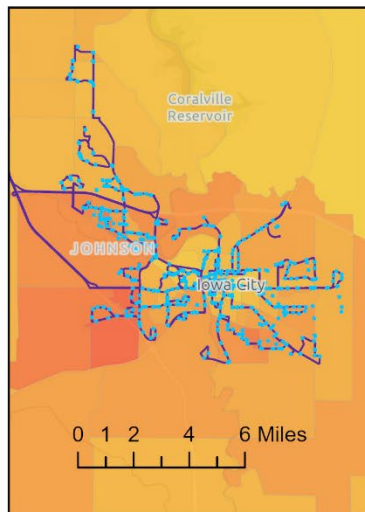 Coralville
Reservoir
JOHNSON
Iowa City
0 1 2 4 6 Miles